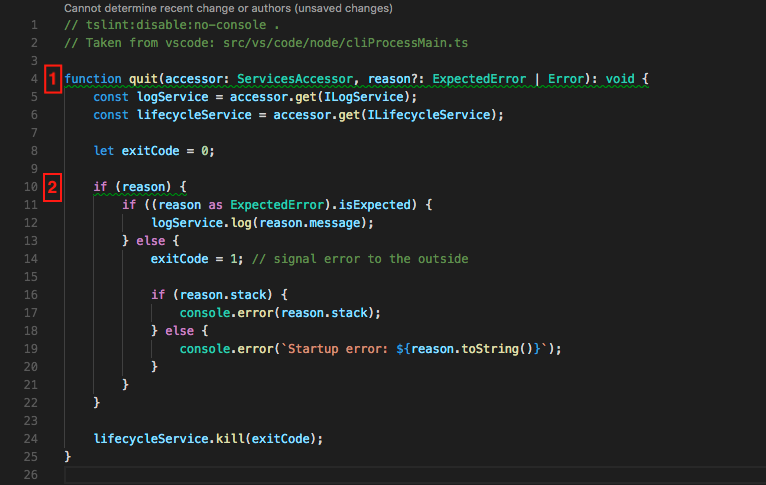 Cannot determine recent change or authors (unsaved changes)
1 // tslint:disable:no-console .
2 // Taken from vscode: src/vs/code/node/cliProcessMain.ts
3
4 1 function quit(accessor: ServicesAccessor, reason?: ExpectedError | Error): void {
5     const logService = accessor.get(ILogService);
6     const lifecycleService = accessor.get(ILifecycleService);
7
8     let exitCode = 0;
9
10 2     if (reason) {
11         if ((reason as ExpectedError).isExpected) {
12             logService.log(reason.message);
13         } else {
14             exitCode = 1; // signal error to the outside
15
16             if (reason.stack) {
17                 console.error(reason.stack);
18             } else {
19                 console.error(`Startup error: ${reason.toString()}`);
20             }
21         }
22     }
23
24     lifecycleService.kill(exitCode);
25 }
26